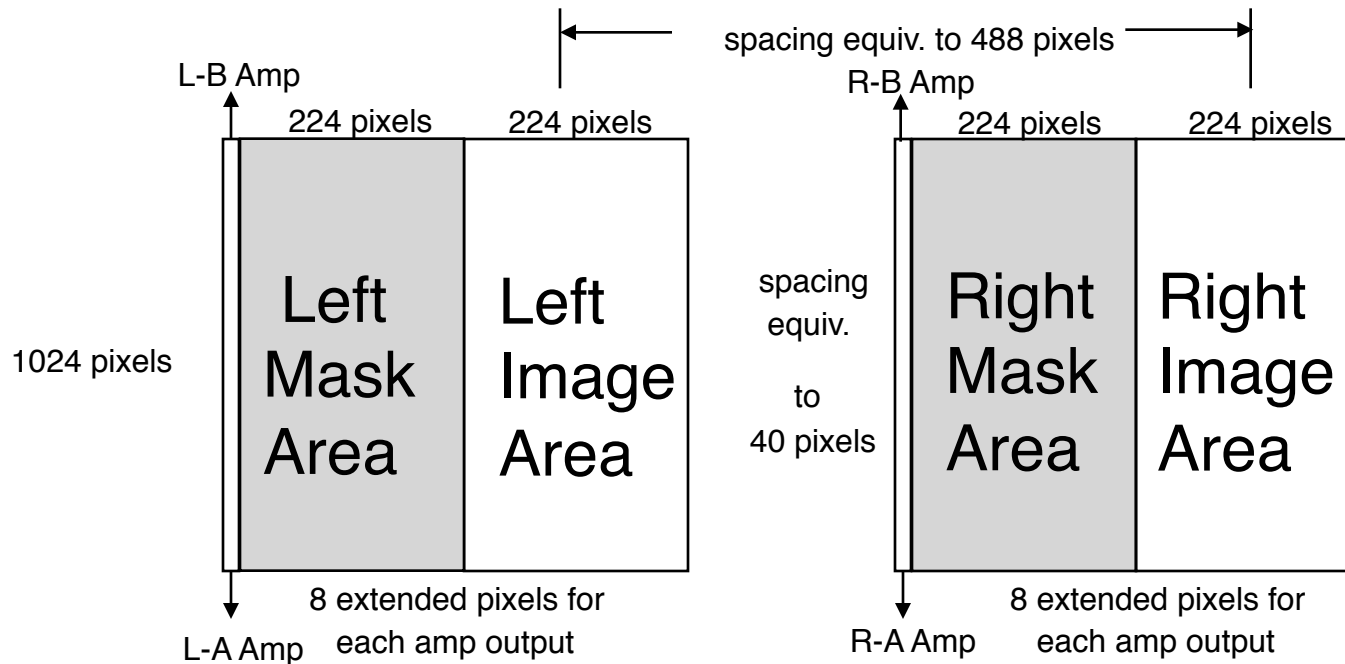 spacing equiv. to 488 pixels
L-B Amp
R-B Amp
224 pixels
224 pixels
224 pixels
224 pixels
1024 pixels
Left
Mask
Area
Left
Image
Area
spacing
equiv.
to
40 pixels
Right
Mask
Area
Right
Image
Area
8 extended pixels for
each amp output
L-A Amp
8 extended pixels for
each amp output
R-A Amp